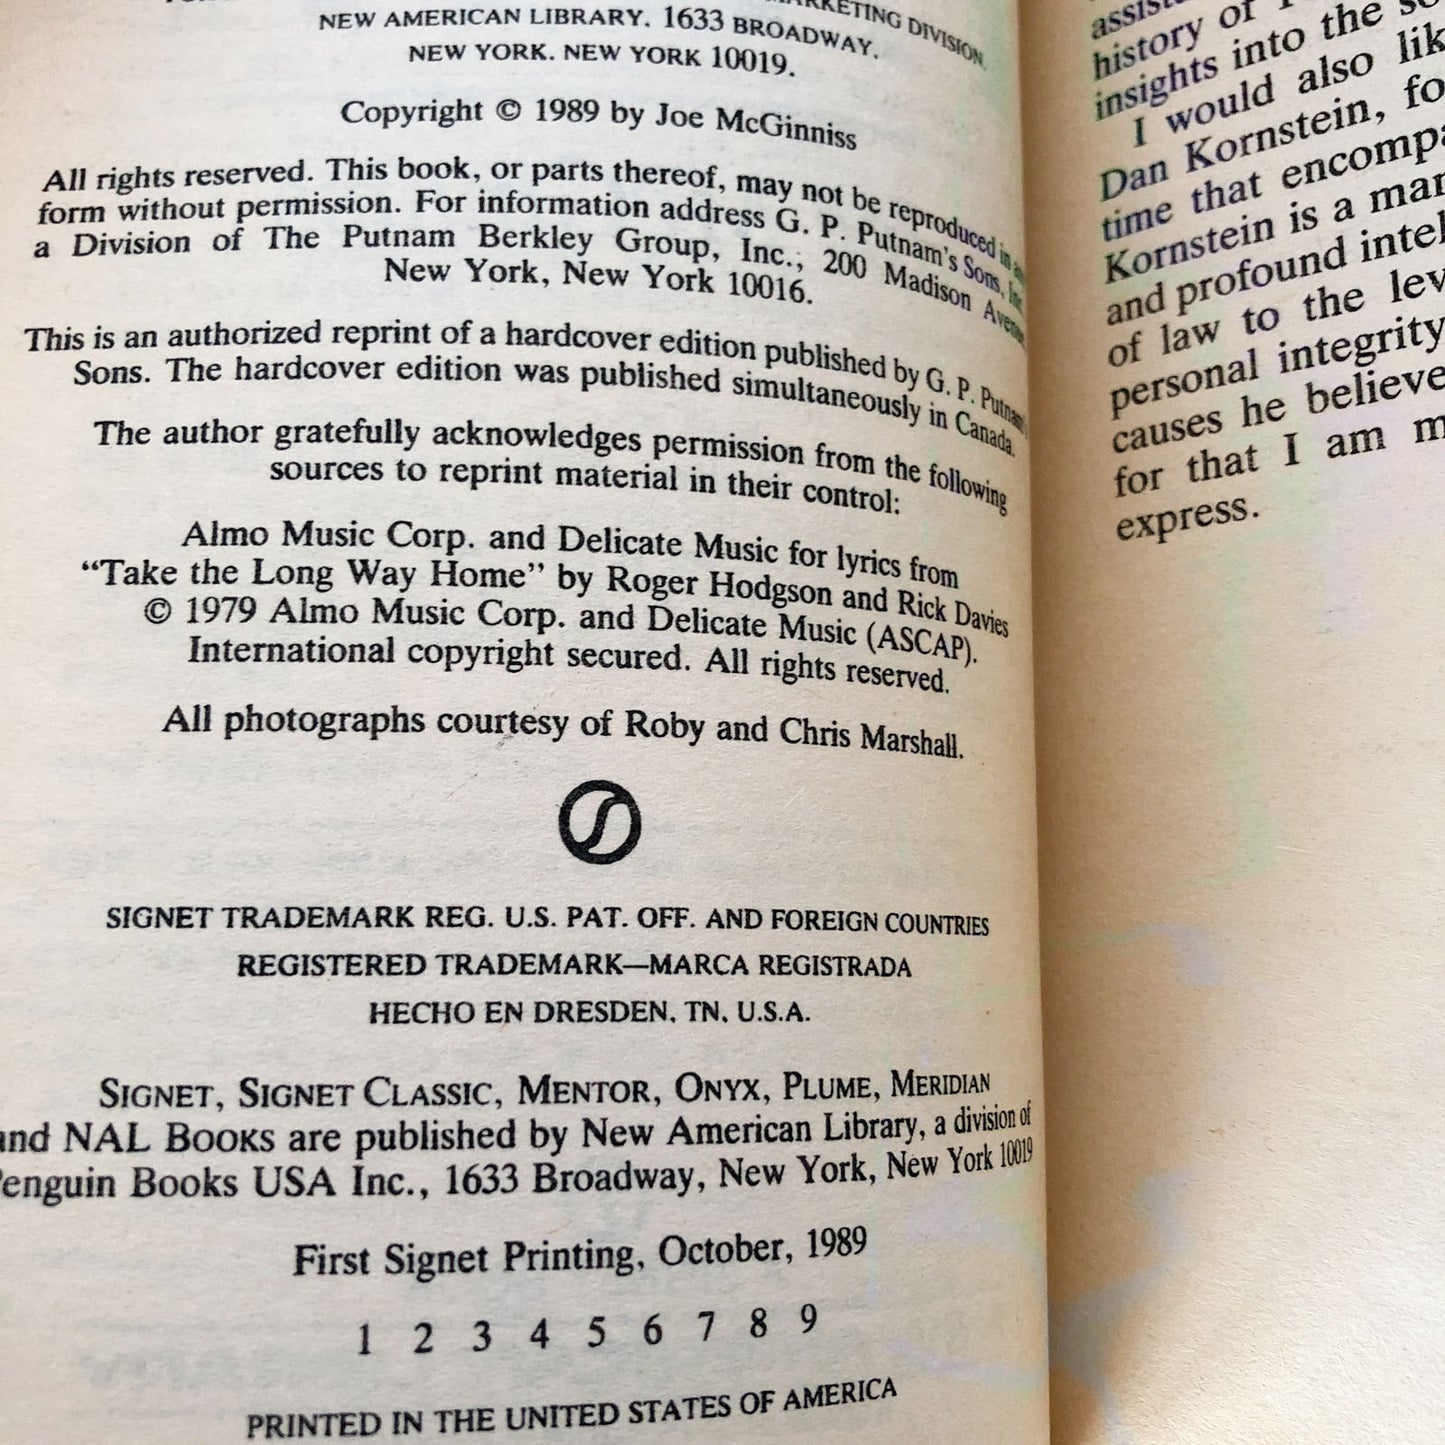 MARKETING DIVISION,
NEW AMERICAN LIBRARY. 1633 BROADWAY.
NEW YORK. NEW YORK 10019.
Copyright © 1989 by Joe McGinniss
All rights reserved. This book, or parts thereof, may not be reproduced in
form without permission. For information address G. P. Putnam's Sons, Inc
a Division of The Putnam Berkley Group, Inc., 200 Madison Avenue
New York, New York 10016.
This is an authorized reprint of a hardcover edition published by G. P. Putnam's
Sons. The hardcover edition was published simultaneously in Canada.
The author gratefully acknowledges permission from the following
sources to reprint material in their control:
Almo Music Corp. and Delicate Music for lyrics from
“Take the Long Way Home” by Roger Hodgson and Rick Davies
© 1979 Almo Music Corp. and Delicate Music (ASCAP).
International copyright secured. All rights reserved.
All photographs courtesy of Roby and Chris Marshall.
SIGNET TRADEMARK REG. U.S. PAT. OFF. AND FOREIGN COUNTRIES
REGISTERED TRADEMARK—MARCA REGISTRADA
HECHO EN DRESDEN, TN, U.S.A.
SIGNET, SIGNET CLASSIC, MENTOR, ONYX, PLUME, MERIDIAN
and NAL BOOKS are published by New American Library, a division of
Penguin Books USA Inc., 1633 Broadway, New York, New York 10019
First Signet Printing, October, 1989
1 2 3 4 5 6 7 8 9
PRINTED IN THE UNITED STATES OF AMERICA
history of
insights into the
I would also
Dan Kornstein,
time that
Kornstein is a
and profound
of law to the
personal integrity
causes he
for that I am
express.